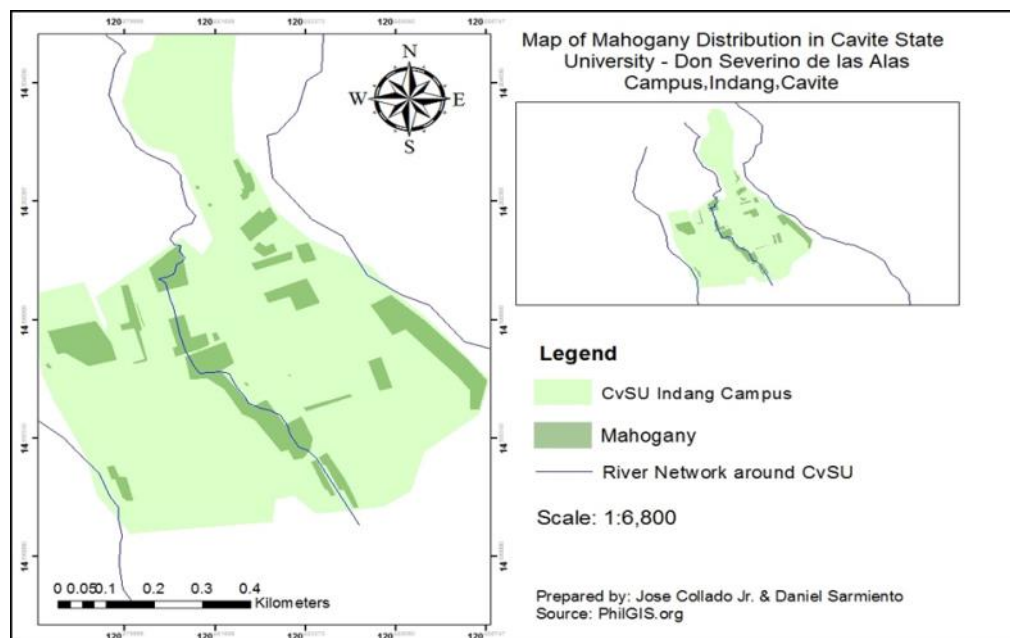 Map of Mahogany Distribution in Cavite State
University - Don Severino de las Alas
Campus,Indang,Cavite
N
W E
S
0 0.05 0.1 0.2 0.3 0.4
Kilometers
Legend
CvSU Indang Campus
Mahogany
River Network around CvSU
Scale: 1:6,800
Prepared by: Jose Collado Jr. & Daniel Sarmiento
Source: PhilGIS.org